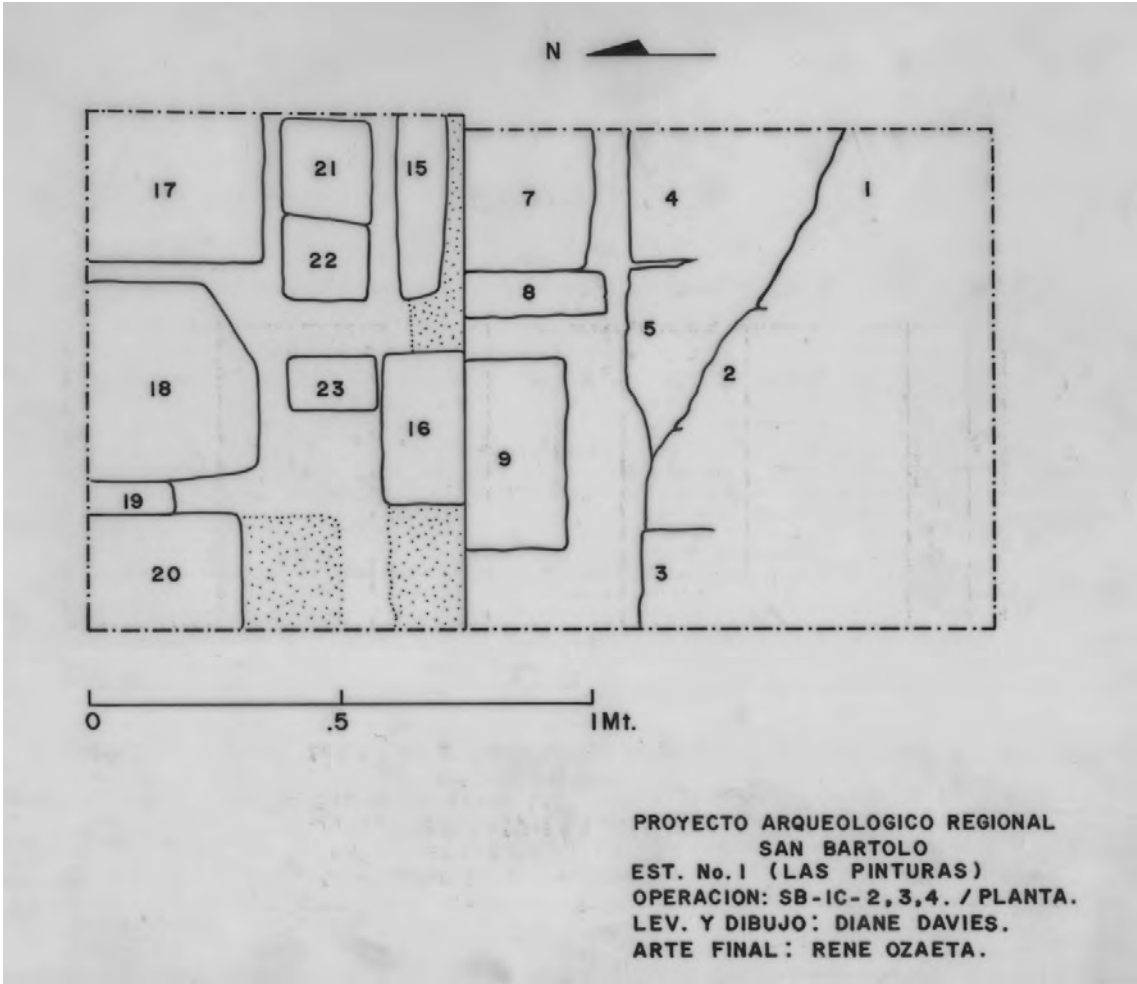 N
17
21
15
7
4
1
22
8
5
18
23
16
9
2
19
20
3
0
.5
1Mt.
PROYECTO ARQUEOLOGICO REGIONAL
SAN BARTOLO
EST. No. 1 (LAS PINTURAS)
OPERACION: SB-1C-2,3,4. / PLANTA.
LEV. Y DIBUJO: DIANE DAVIES.
ARTE FINAL: RENE OZAETA.